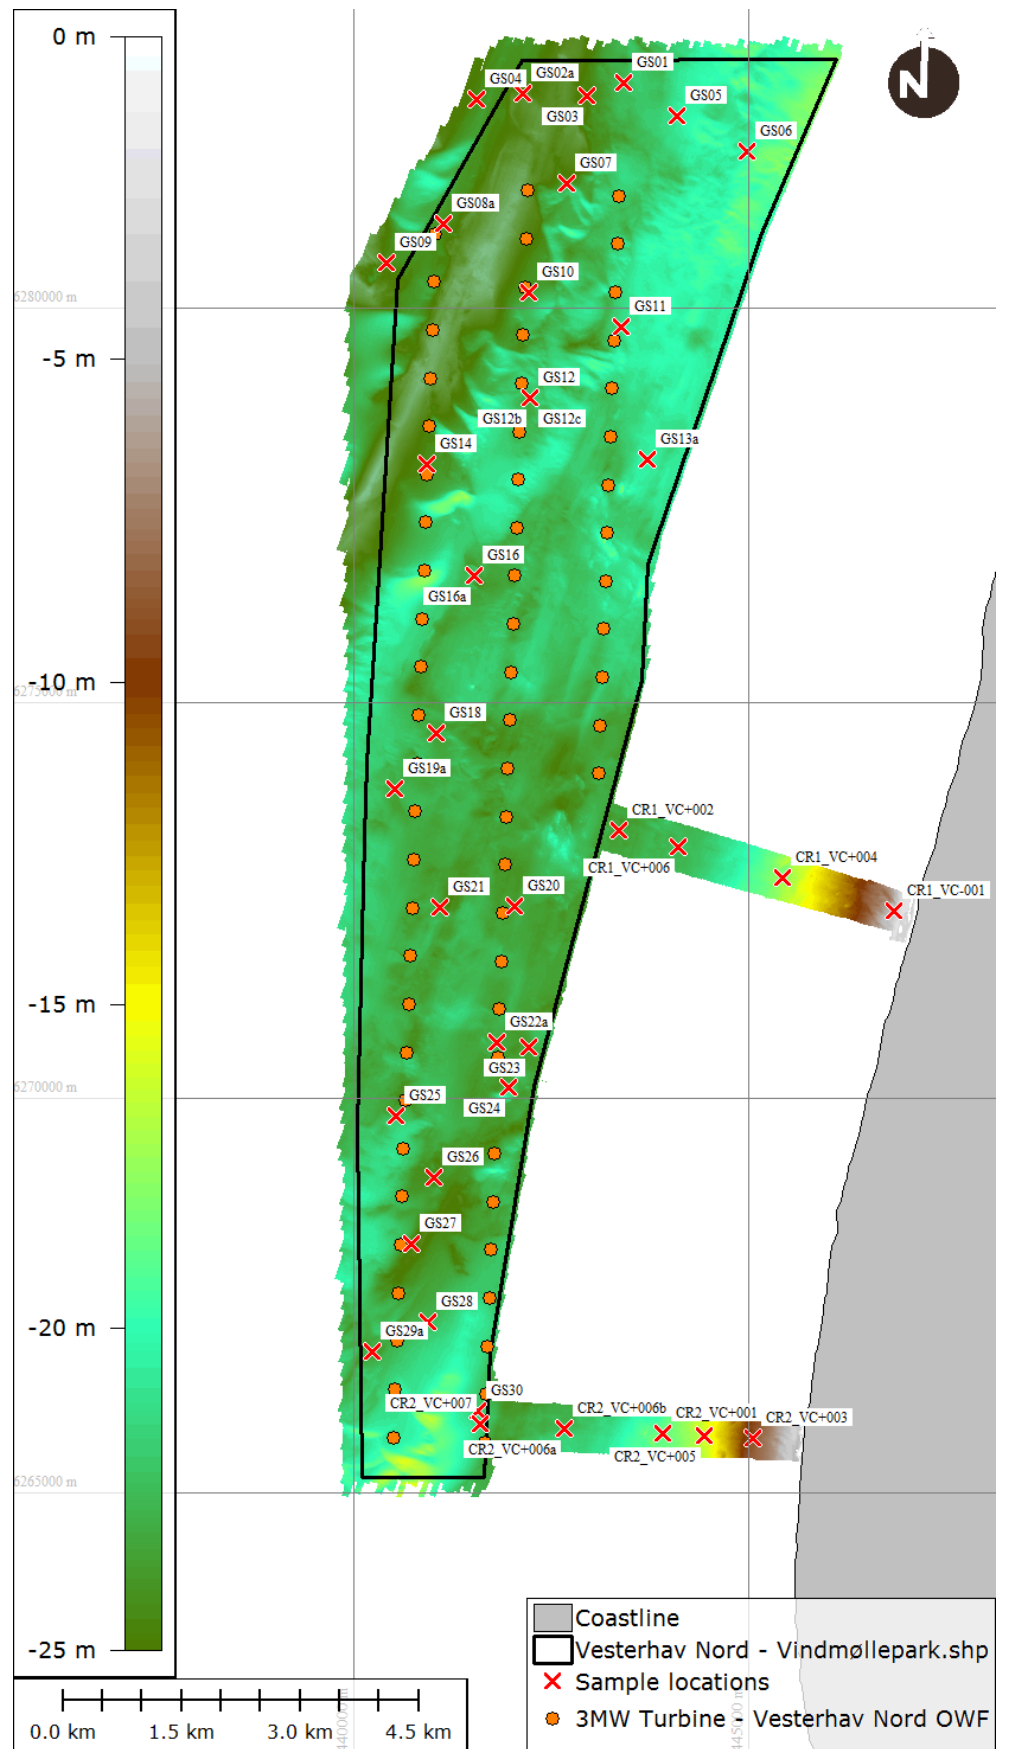 0 m
-5 m
-10 m
-15 m
-20 m
-25 m
N
GS04
GS02a
GS01
GS03
GS05
GS06
GS07
GS08a
GS09
6280000 m
GS10
GS11
GS12
GS12b
GS12c
GS13a
GS14
GS16
GS16a
6275000 m
GS18
GS19a
CR1_VC+002
CR1_VC+006
CR1_VC+004
CR1_VC-001
GS21
GS20
GS22a
GS23
GS24
6270000 m
GS25
GS26
GS27
GS28
GS29a
GS30
CR2_VC+007
CR2_VC+006b
CR2_VC+001
CR2_VC+003
CR2_VC+006a
CR2_VC+005
6265000 m
440000 m
445000 m
0.0 km 1.5 km 3.0 km 4.5 km
Coastline
Vesterhav Nord - Vindmøllepark.shp
Sample locations
3MW Turbine - Vesterhav Nord OWF